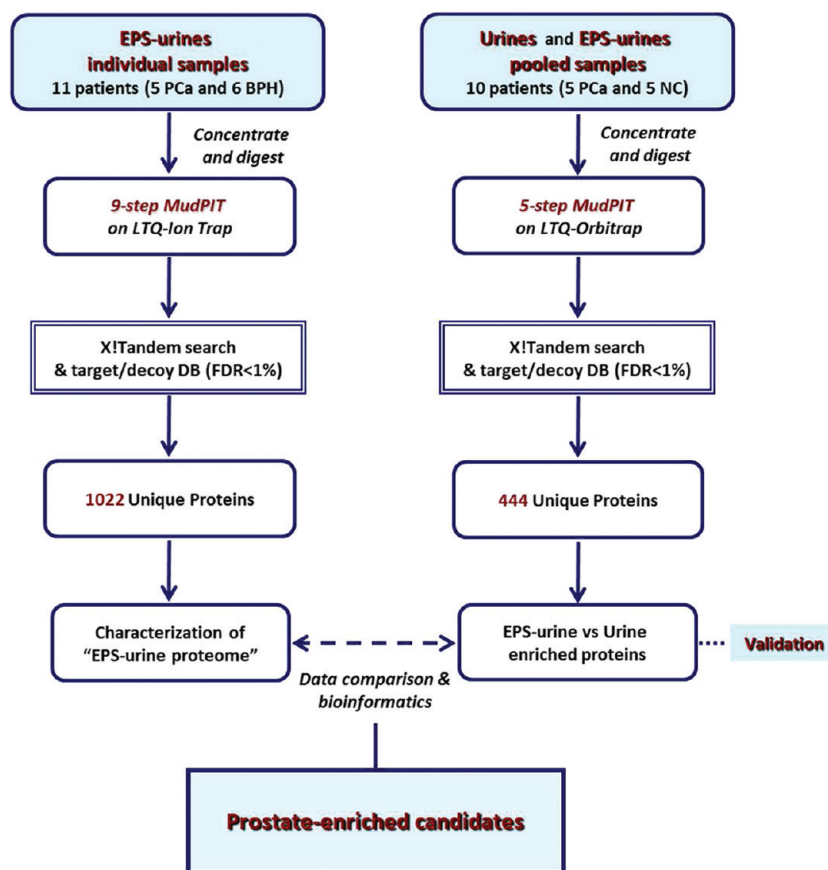 EPS-urines
individual samples
11 patients (5 PCa and 6 BPH)
Concentrate
and digest
9-step MudPIT
on LTQ-Ion Trap
X!Tandem search
& target/decoy DB (FDR<1%)
1022 Unique Proteins
Characterization of
“EPS-urine proteome”
Urines and EPS-urines
pooled samples
10 patients (5 PCa and 5 NC)
Concentrate
and digest
5-step MudPIT
on LTQ-Orbitrap
X!Tandem search
& target/decoy DB (FDR<1%)
444 Unique Proteins
EPS-urine vs Urine
enriched proteins
Validation
Data comparison &
bioinformatics
Prostate-enriched candidates